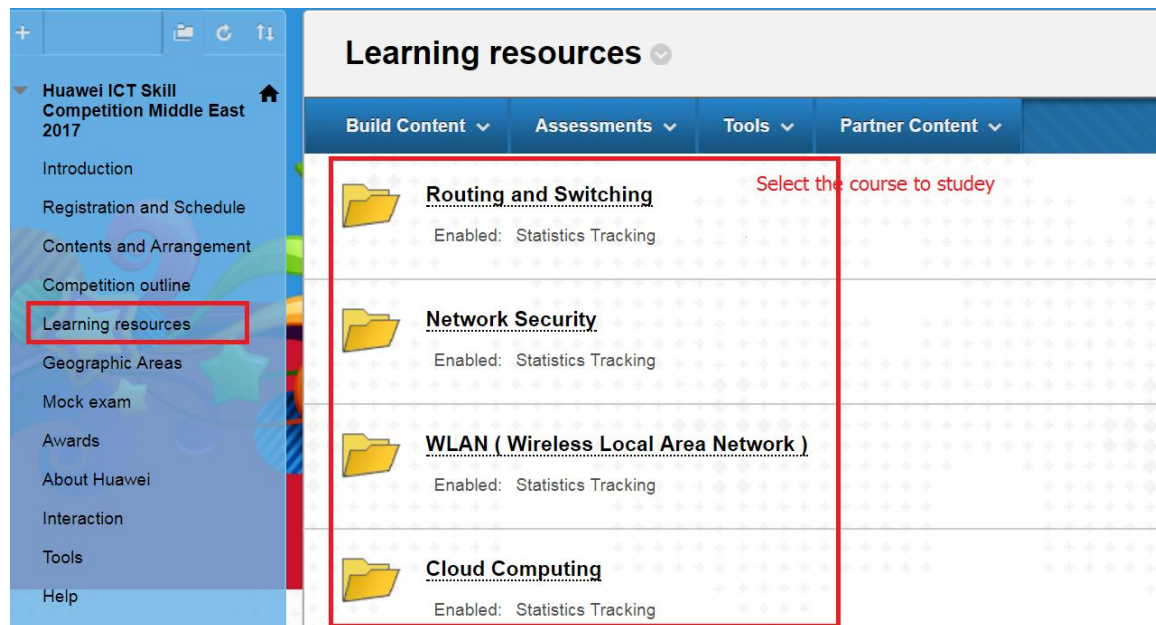 Huawei ICT Skill
Competition Middle East
2017
Introduction
Registration and Schedule
Contents and Arrangement
Competition outline
Learning resources
Geographic Areas
Mock exam
Awards
About Huawei
Interaction
Tools
Help
Learning resources
Build Content Assessments Tools Partner Content
Routing and Switching
Enabled: Statistics Tracking
Select the course to studey
Network Security
Enabled: Statistics Tracking
WLAN ( Wireless Local Area Network )
Enabled: Statistics Tracking
Cloud Computing
Enabled: Statistics Tracking